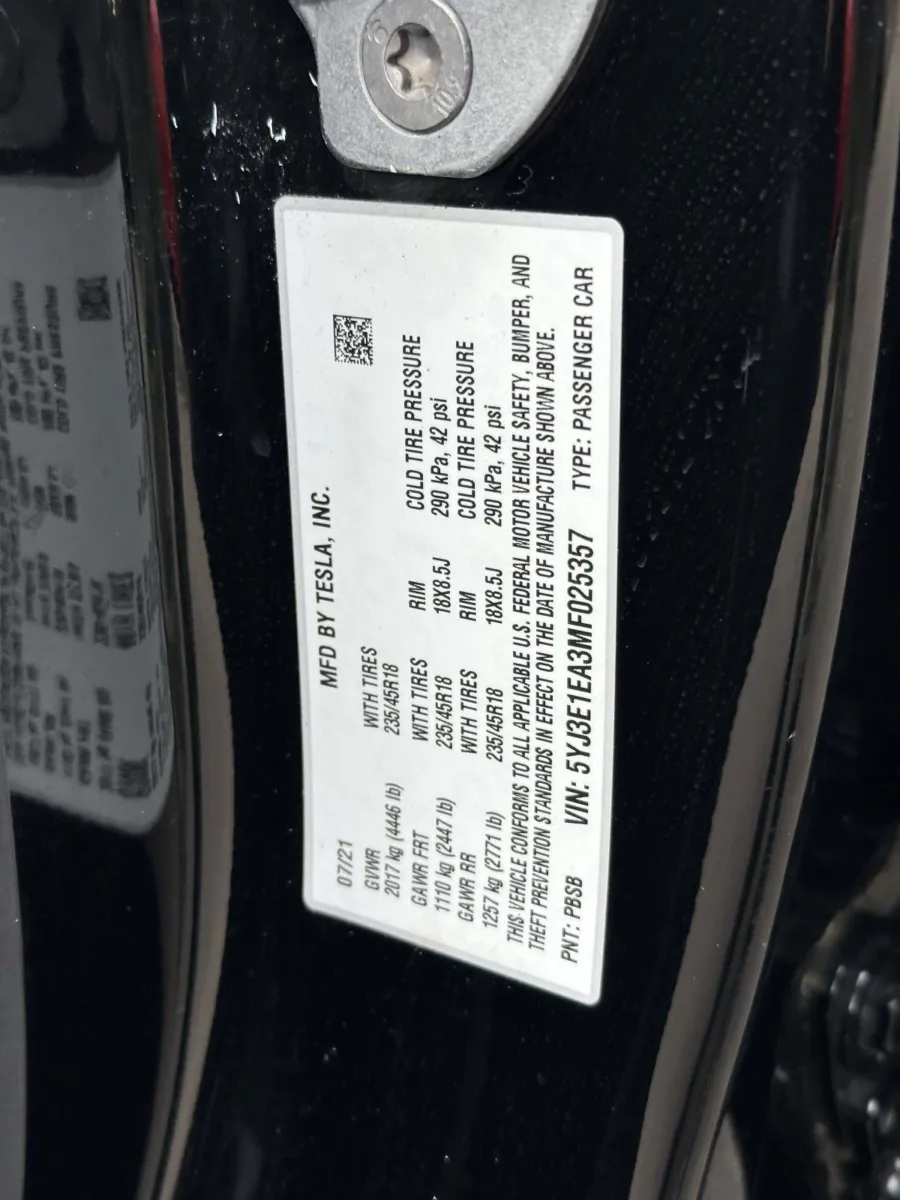 6
10.9
3
07/21 MFD BY TESLA, INC.
GVWR WITH TIRES
2017 kg (4446 lb) 235/45R18
GAWR FRT WITH TIRES RIM COLD TIRE PRESSURE
1110 kg (2447 lb) 235/45R18 18X8.5J 290 kPa, 42 psi
GAWR RR WITH TIRES RIM COLD TIRE PRESSURE
1257 kg (2771 lb) 235/45R18 18X8.5J 290 kPa, 42 psi
THIS VEHICLE CONFORMS TO ALL APPLICABLE U.S. FEDERAL MOTOR VEHICLE SAFETY, BUMPER, AND
THEFT PREVENTION STANDARDS IN EFFECT ON THE DATE OF MANUFACTURE SHOWN ABOVE.
PNT: PBSB VIN: 5YJ3E1EA3MF025357 TYPE: PASSENGER CAR